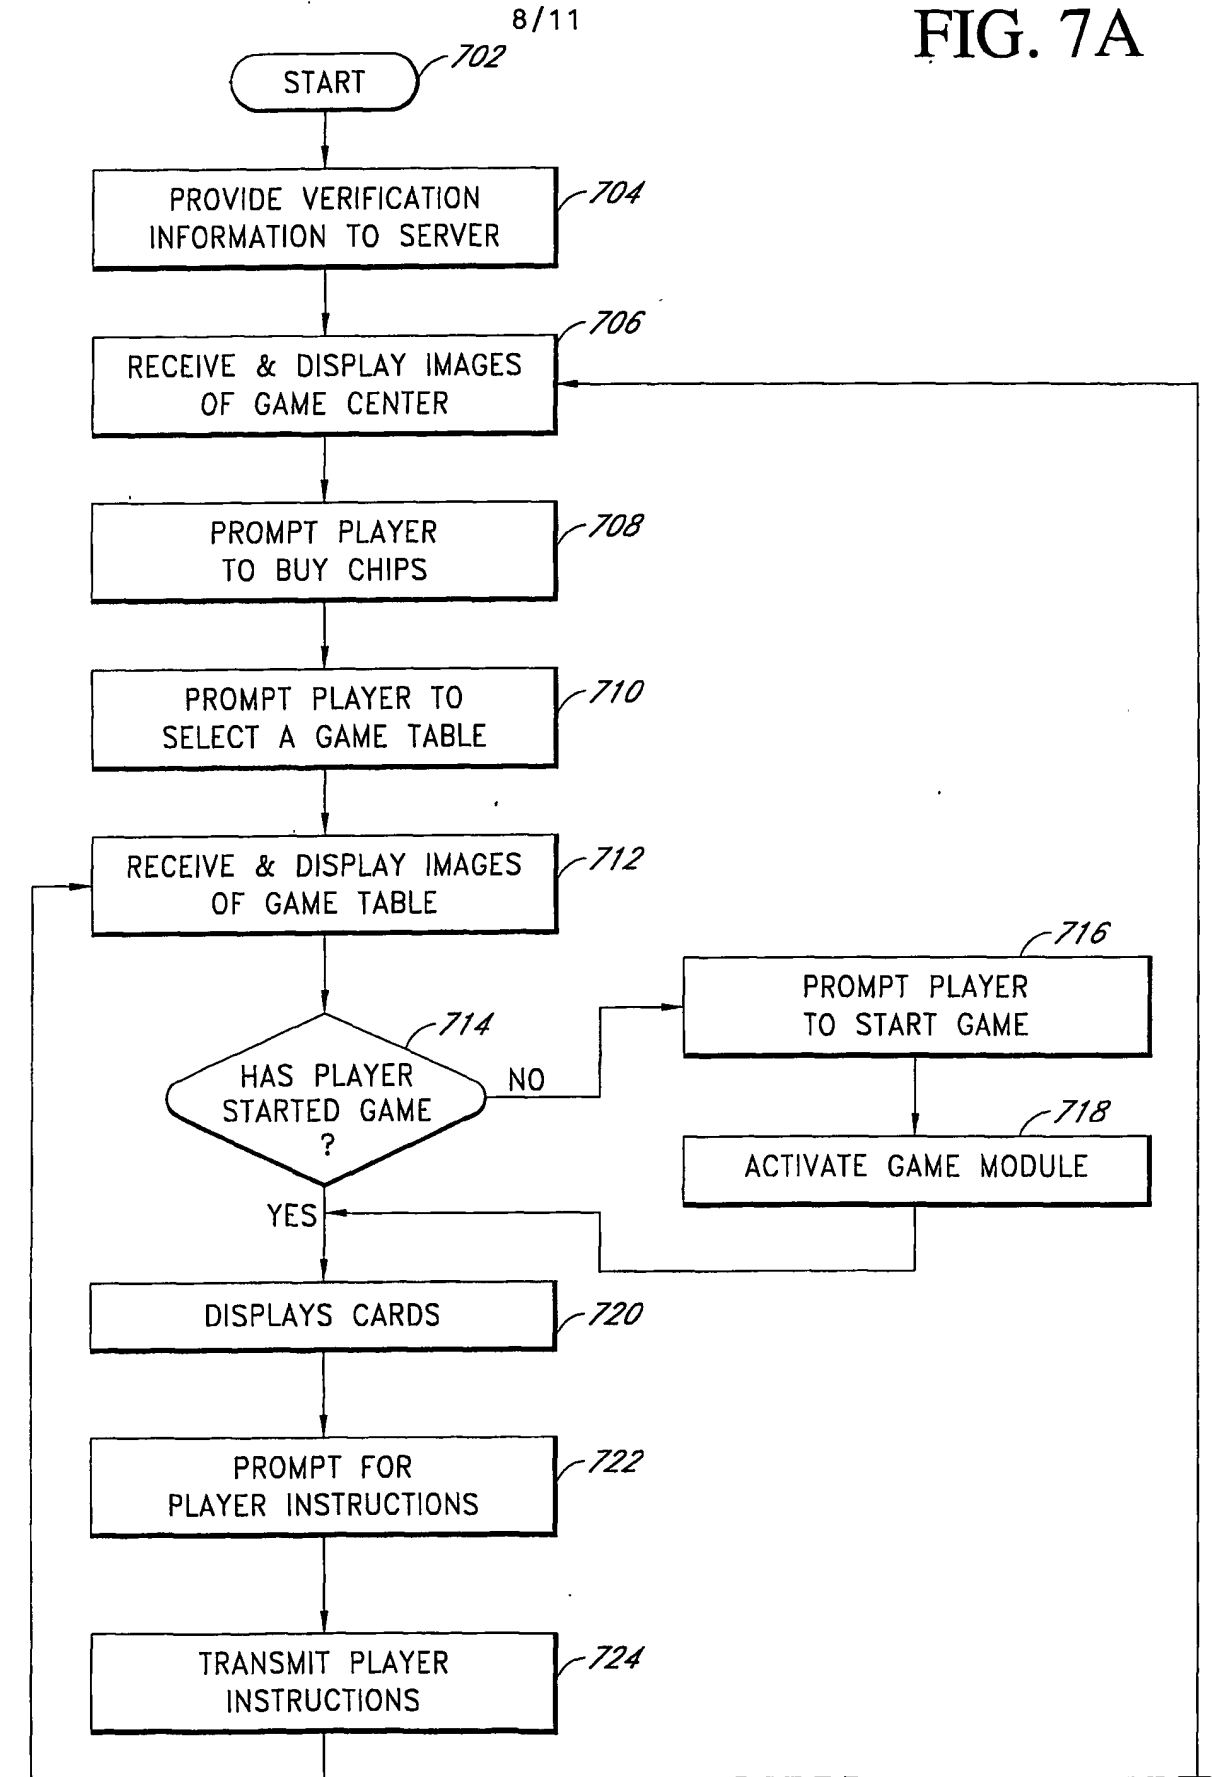 8/11
FIG. 7A
START
702
PROVIDE VERIFICATION
INFORMATION TO SERVER
704
RECEIVE & DISPLAY IMAGES
OF GAME CENTER
706
PROMPT PLAYER
TO BUY CHIPS
708
PROMPT PLAYER TO
SELECT A GAME TABLE
710
RECEIVE & DISPLAY IMAGES
OF GAME TABLE
712
HAS PLAYER
STARTED GAME
?
714
NO
PROMPT PLAYER
TO START GAME
716
ACTIVATE GAME MODULE
718
YES
DISPLAYS CARDS
720
PROMPT FOR
PLAYER INSTRUCTIONS
722
TRANSMIT PLAYER
INSTRUCTIONS
724